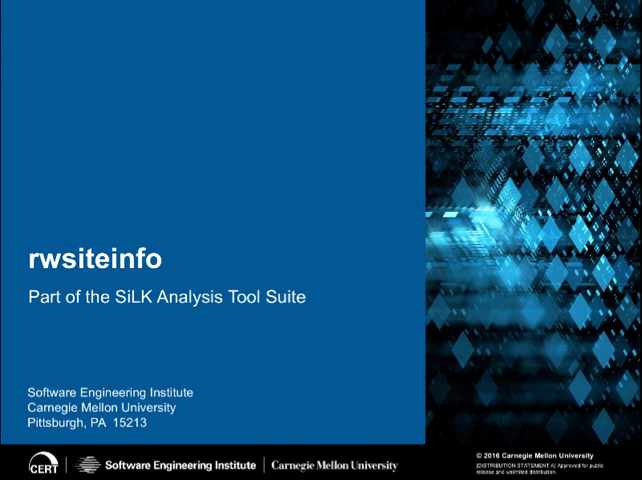 rwsiteinfo
Part of the SiLK Analysis Tool Suite
Software Engineering Institute
Carnegie Mellon University
Pittsburgh, PA  15213
CERT
Software Engineering Institute
Carnegie Mellon University
© 2016 Carnegie Mellon University
[DISTRIBUTION STATEMENT A] Approved for public
release and unlimited distribution.